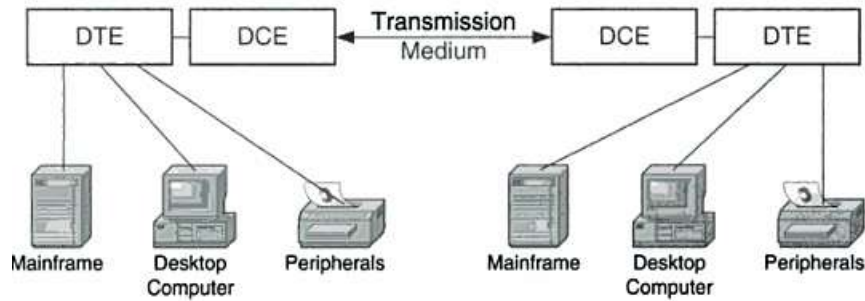 DTE DCE Transmission DCE DTE
Medium
Mainframe Desktop Peripherals Mainframe Desktop Peripherals
Computer Computer